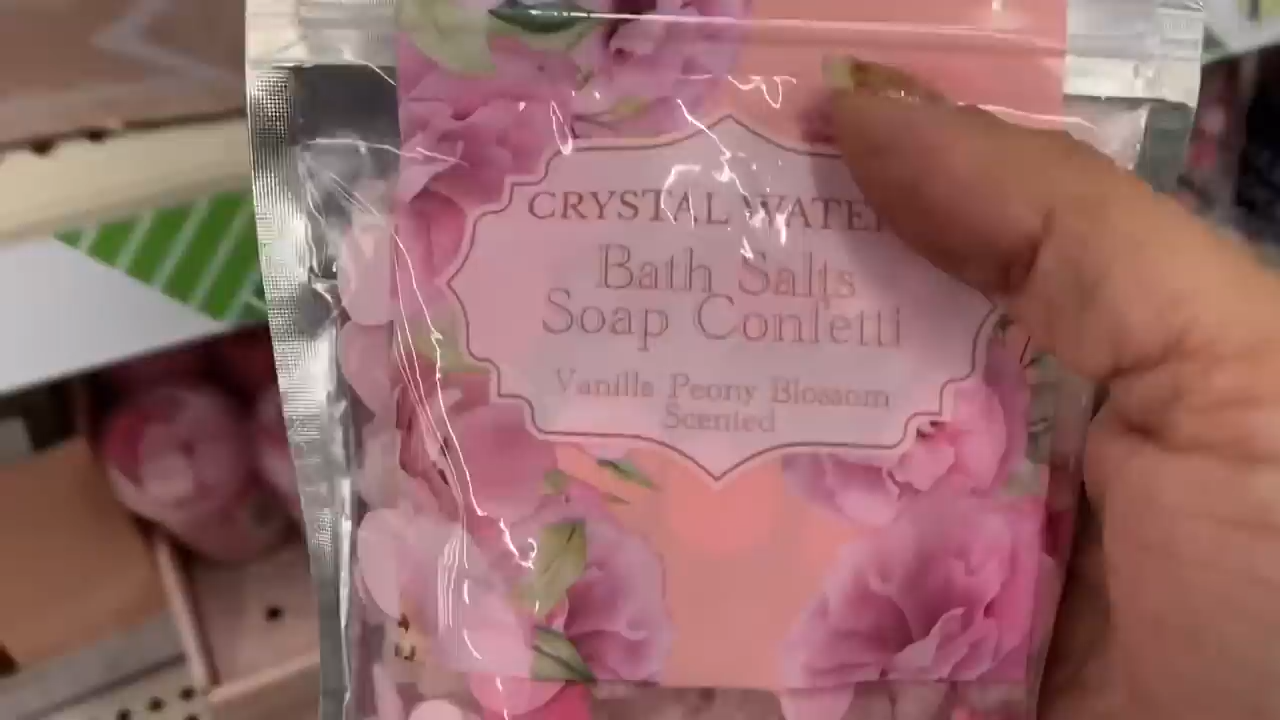 CRYSTAL WATER
Bath Salts
Soap Confetti
Vanilla Peony Blossom
Scented